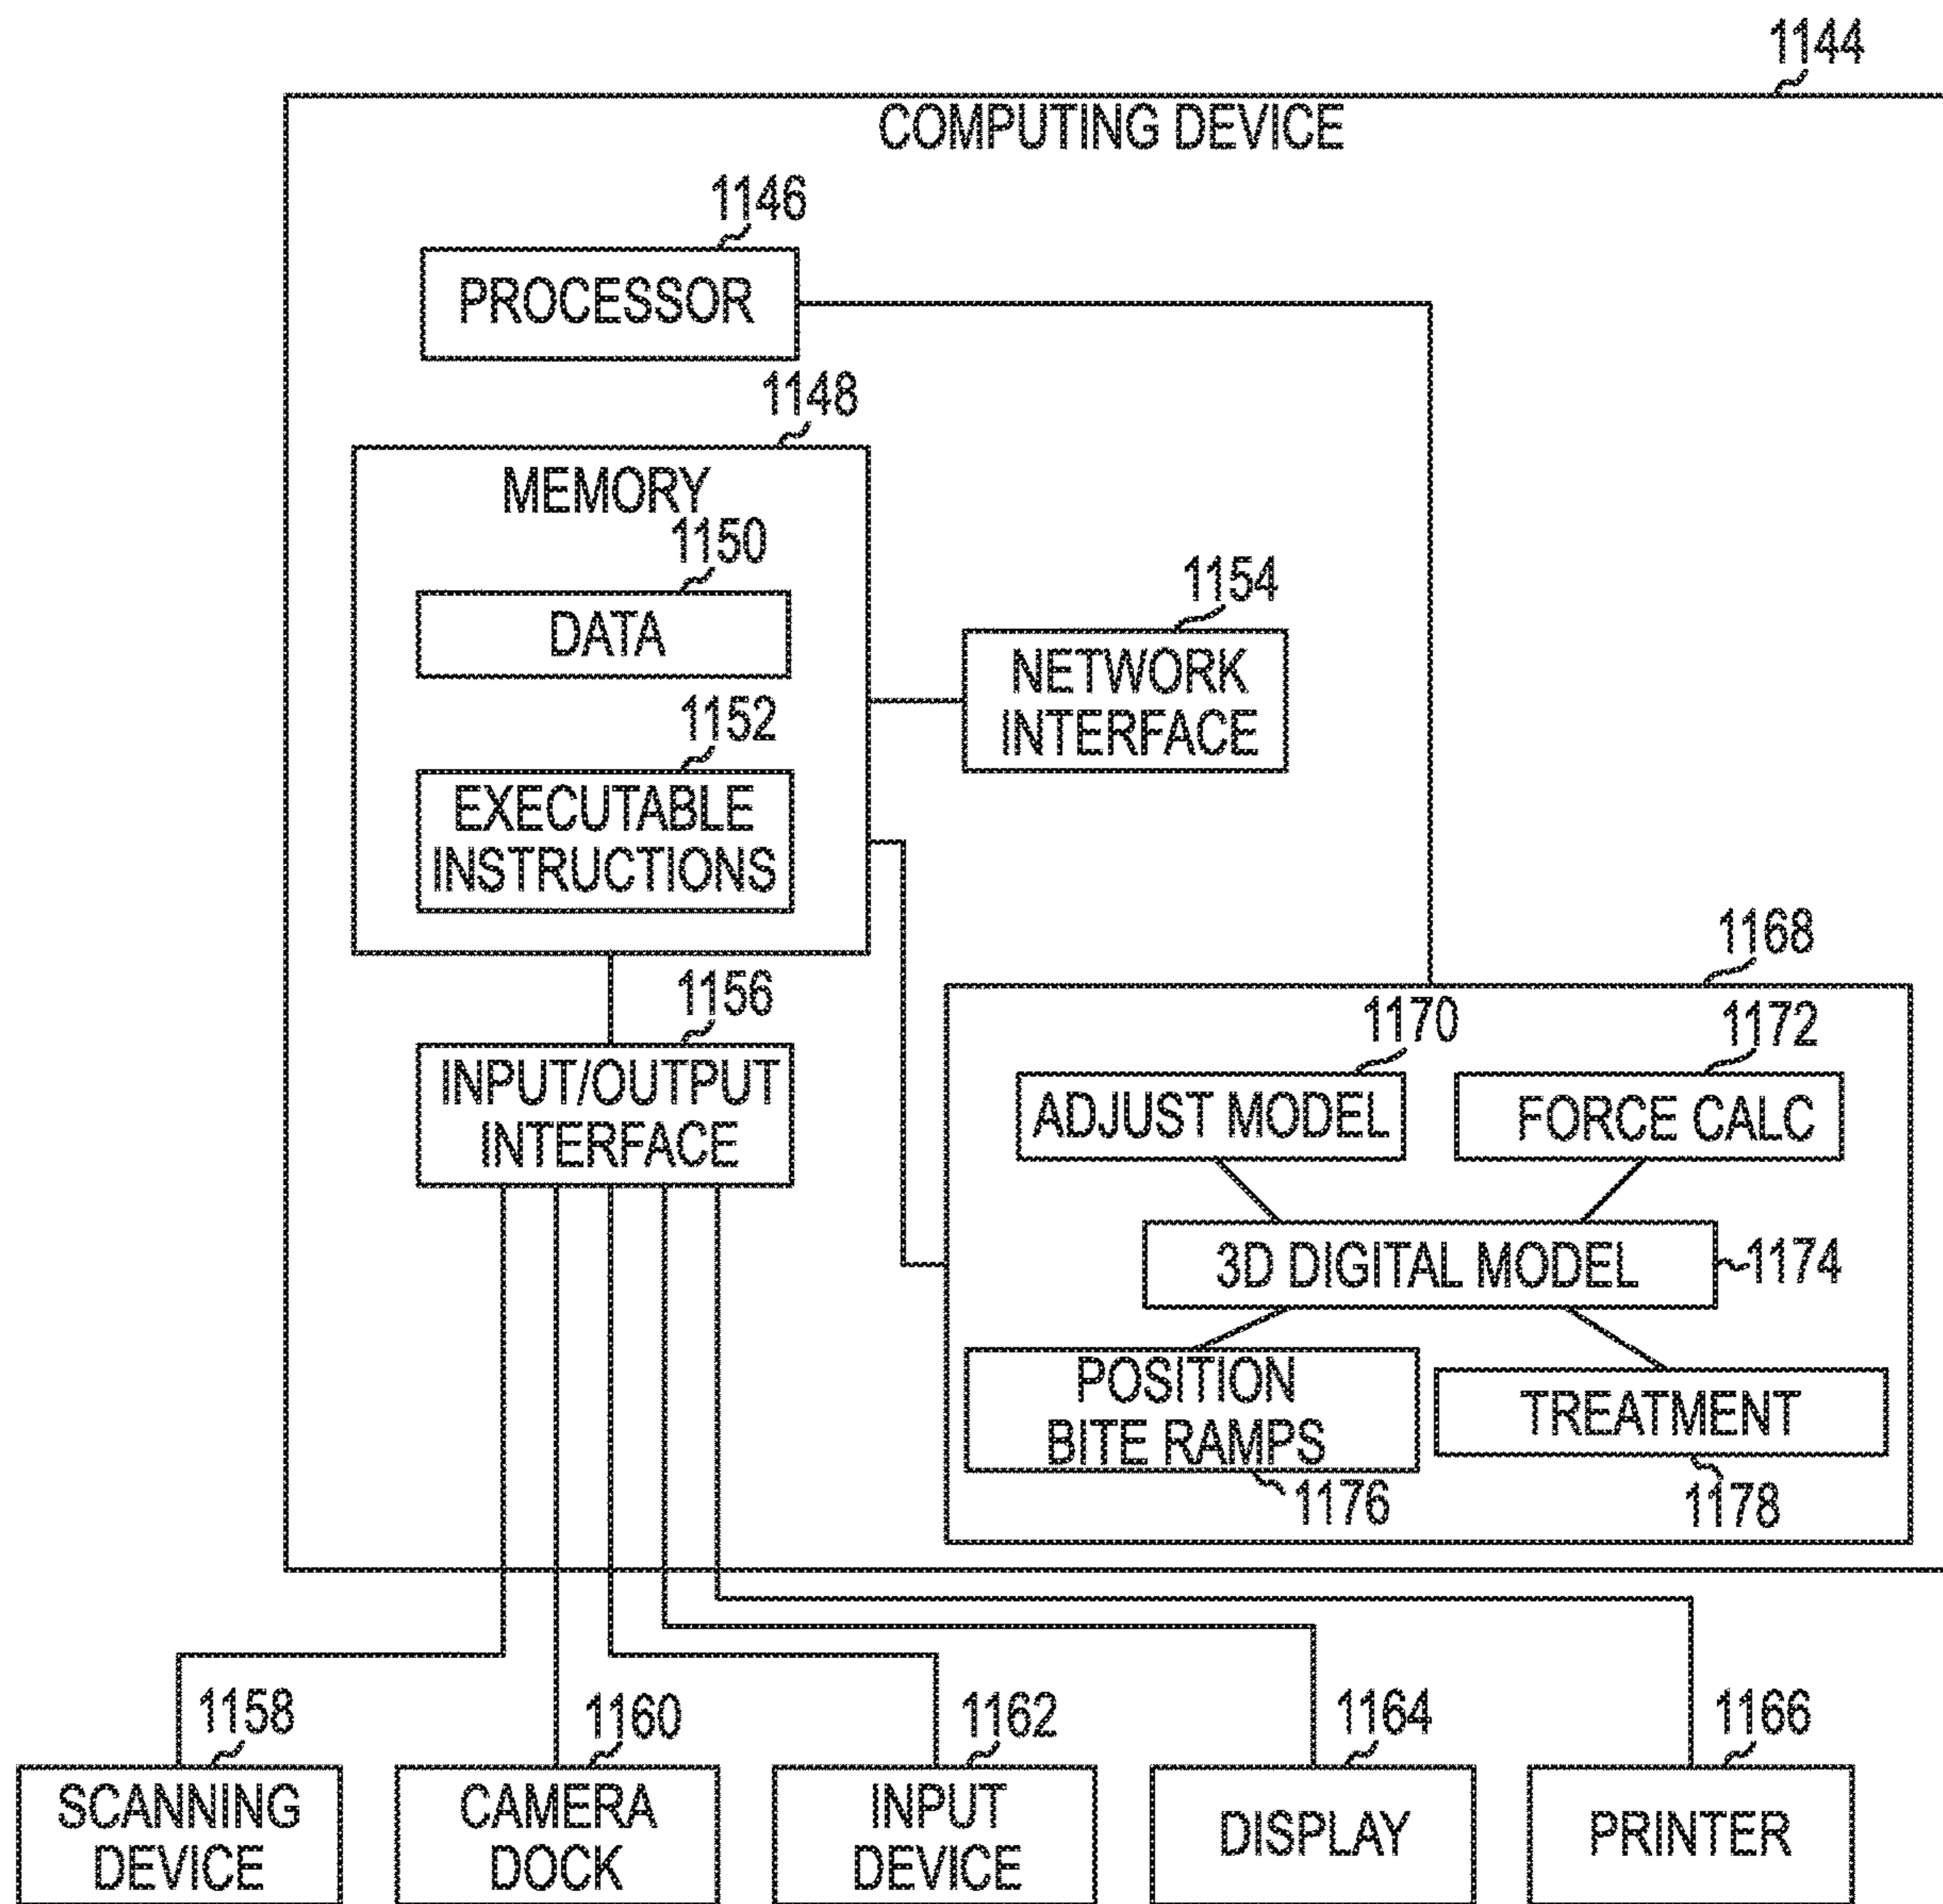 1144
COMPUTING DEVICE
1146
PROCESSOR
1148
MEMORY
1150
DATA
1154
NETWORK
INTERFACE
1152
EXECUTABLE
INSTRUCTIONS
1168
1156
INPUT/OUTPUT
INTERFACE
1170
1172
ADJUST MODEL
FORCE CALC
3D DIGITAL MODEL
1174
POSITION
BITE RAMPS
TREATMENT
1176
1178
1158
1160
1162
1164
1166
SCANNING
DEVICE
CAMERA
DOCK
INPUT
DEVICE
DISPLAY
PRINTER